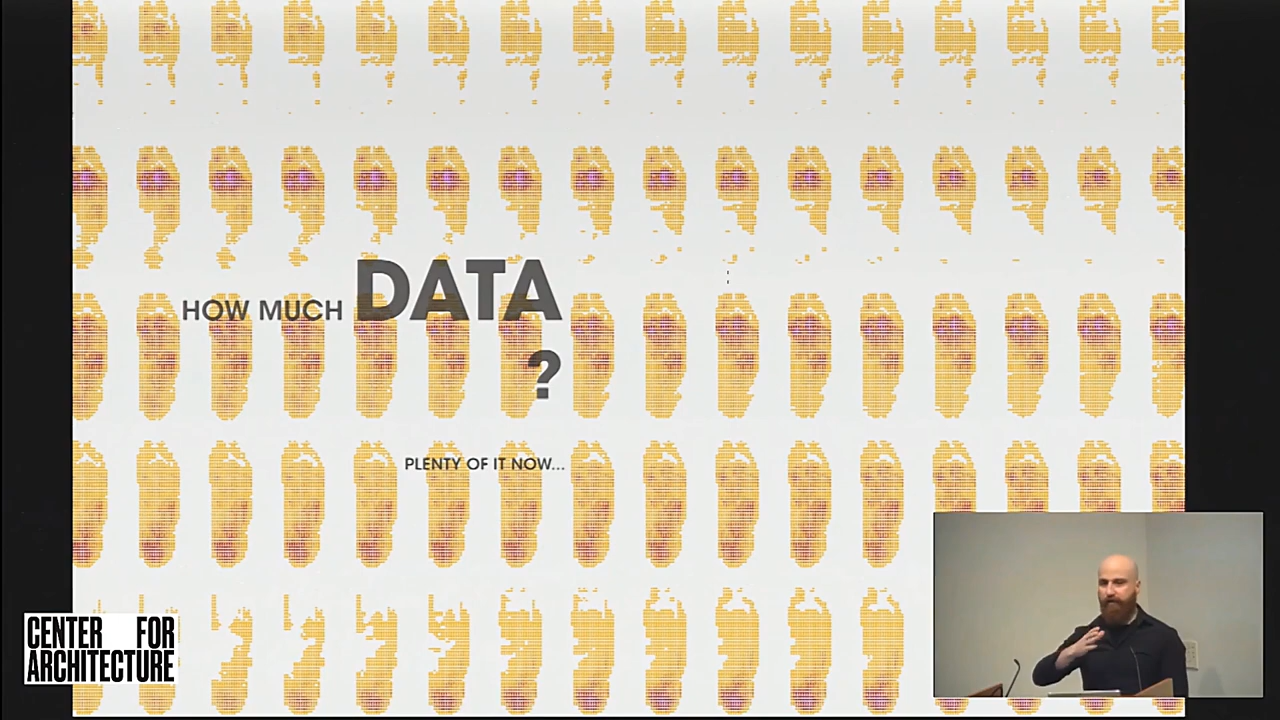 HOW MUCH DATA
?
PLENTY OF IT NOW...
CENTER FOR
ARCHITECTURE